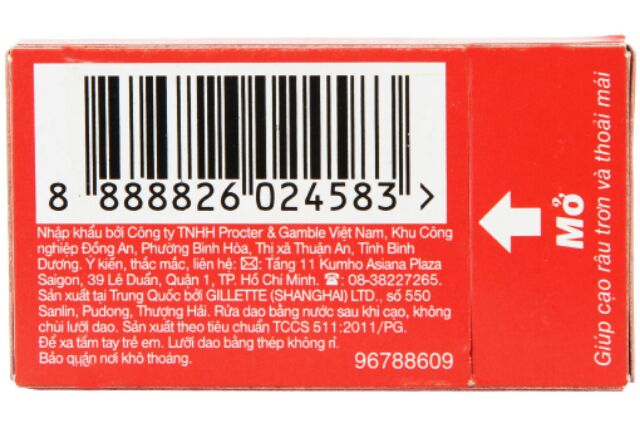 8 888826 024583 >
Nhập khẩu bởi Công ty TNHH Procter & Gamble Việt Nam, Khu Công
nghiệp Đồng An, Phương Bình Hòa, Thị xã Thuận An, Tỉnh Bình
Dương. Ý kiến, thắc mắc, liên hệ: ✉: Tầng 11 Kumho Asiana Plaza
Saigon, 39 Lê Duẩn, Quận 1, TP. Hồ Chí Minh. ☎: 08-38227265.
Sản xuất tại Trung Quốc bởi GILLETTE (SHANGHAI) LTD., số 550
Sanlin, Pudong, Thượng Hải. Rửa dao bằng nước sau khi cạo, không
chùi lưỡi dao. Sản xuất theo tiêu chuẩn TCCS 511:2011/PG.
Để xa tầm tay trẻ em. Lưỡi dao bằng thép không rỉ.
Bảo quản nơi khô thoáng.
96788609
Mở
Giúp cạo râu trơn và thoải mái